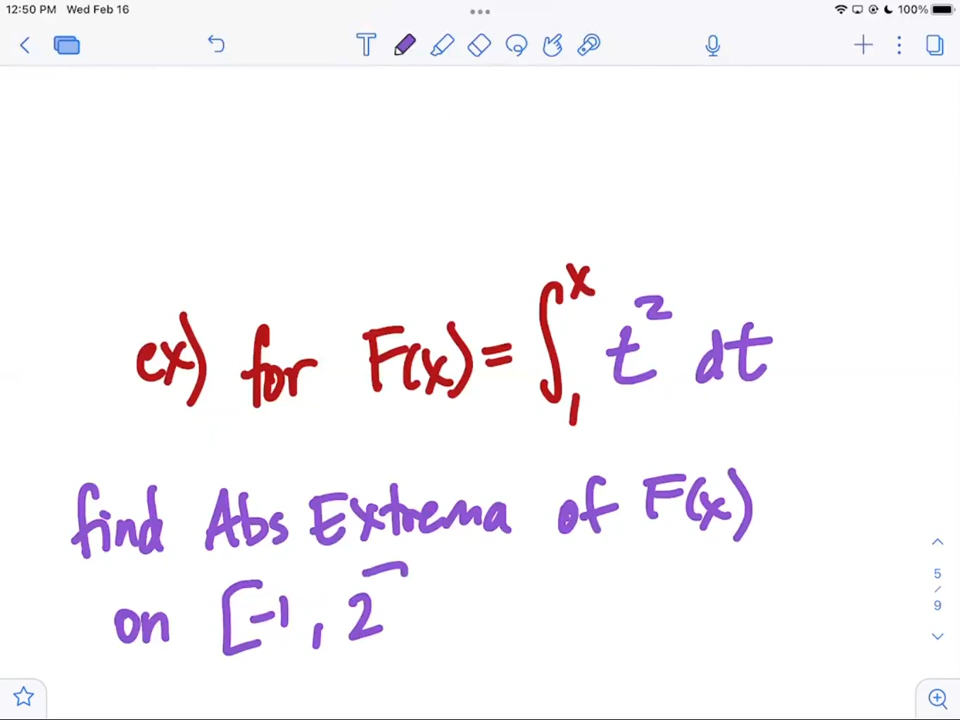 12:50 PM Wed Feb 16
100%
T
ex) for F(x) = ∫₁ˣ t² dt
find Abs Extrema of F(x)
on [-1, 2
5
/
9